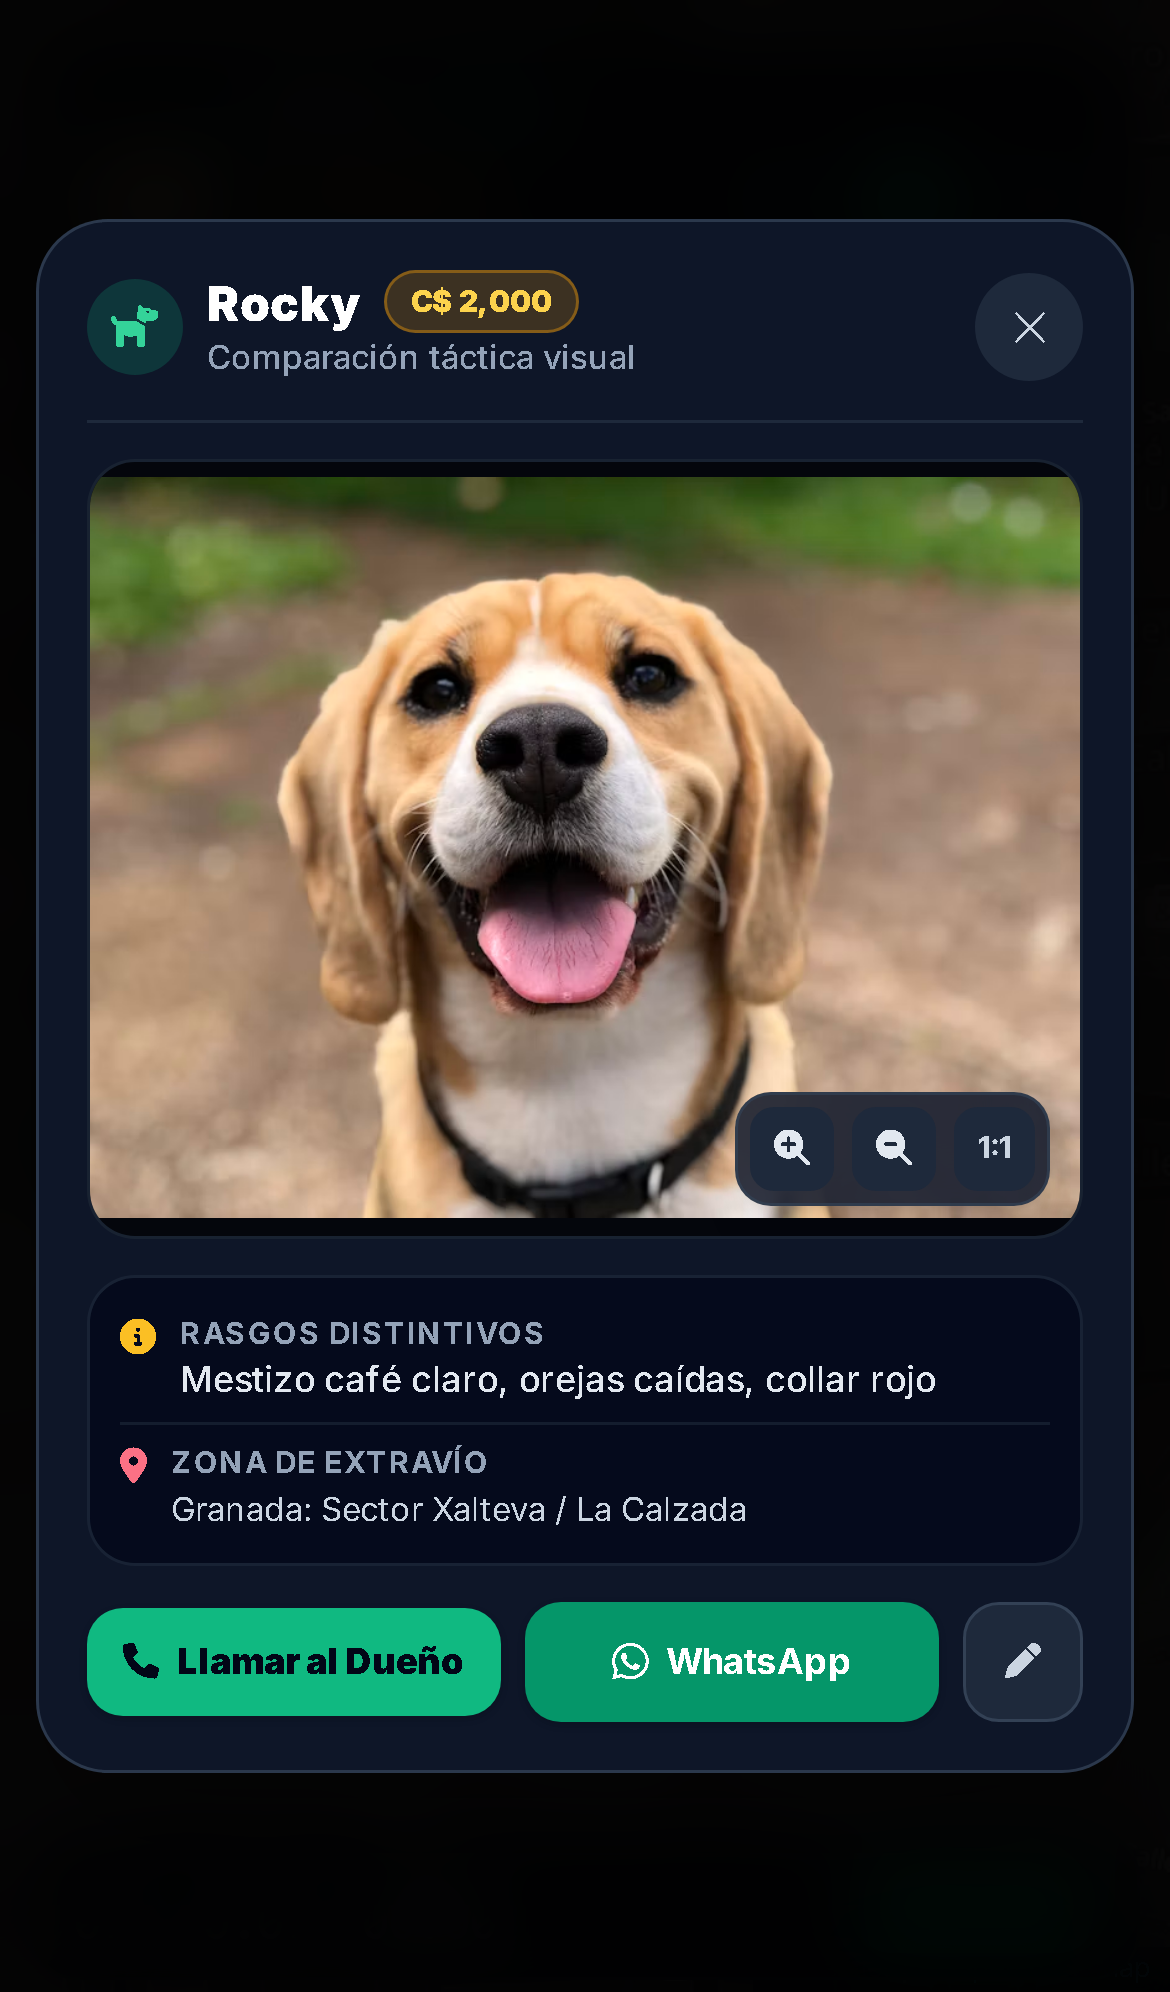 Rocky
C$ 2,000
Comparación táctica visual
1:1
RASGOS DISTINTIVOS
Mestizo café claro, orejas caídas, collar rojo
ZONA DE EXTRAVÍO
Granada: Sector Xalteva / La Calzada
Llamar al Dueño
WhatsApp